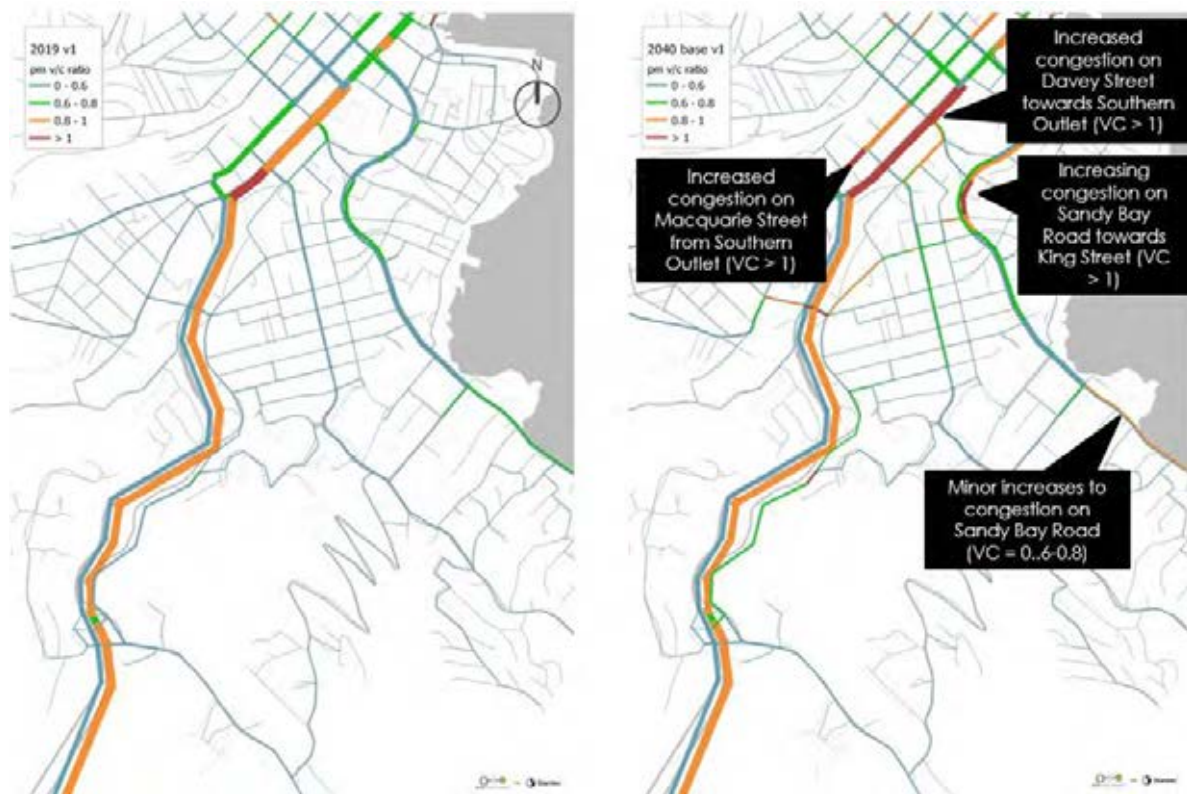 2019 v1
pm v/c ratio
0 - 0.6
0.6 - 0.8
0.8 - 1
> 1
N
2040 base v1
pm v/c ratio
0 - 0.6
0.6 - 0.8
0.8 - 1
> 1
Increased
congestion on
Davey Street
towards Southern
Outlet (VC > 1)
Increased
congestion on
Macquarie Street
from Southern
Outlet (VC > 1)
Increasing
congestion on
Sandy Bay
Road towards
King Street (VC
> 1)
Minor increases to
congestion on
Sandy Bay Road
(VC = 0..6-0.8)